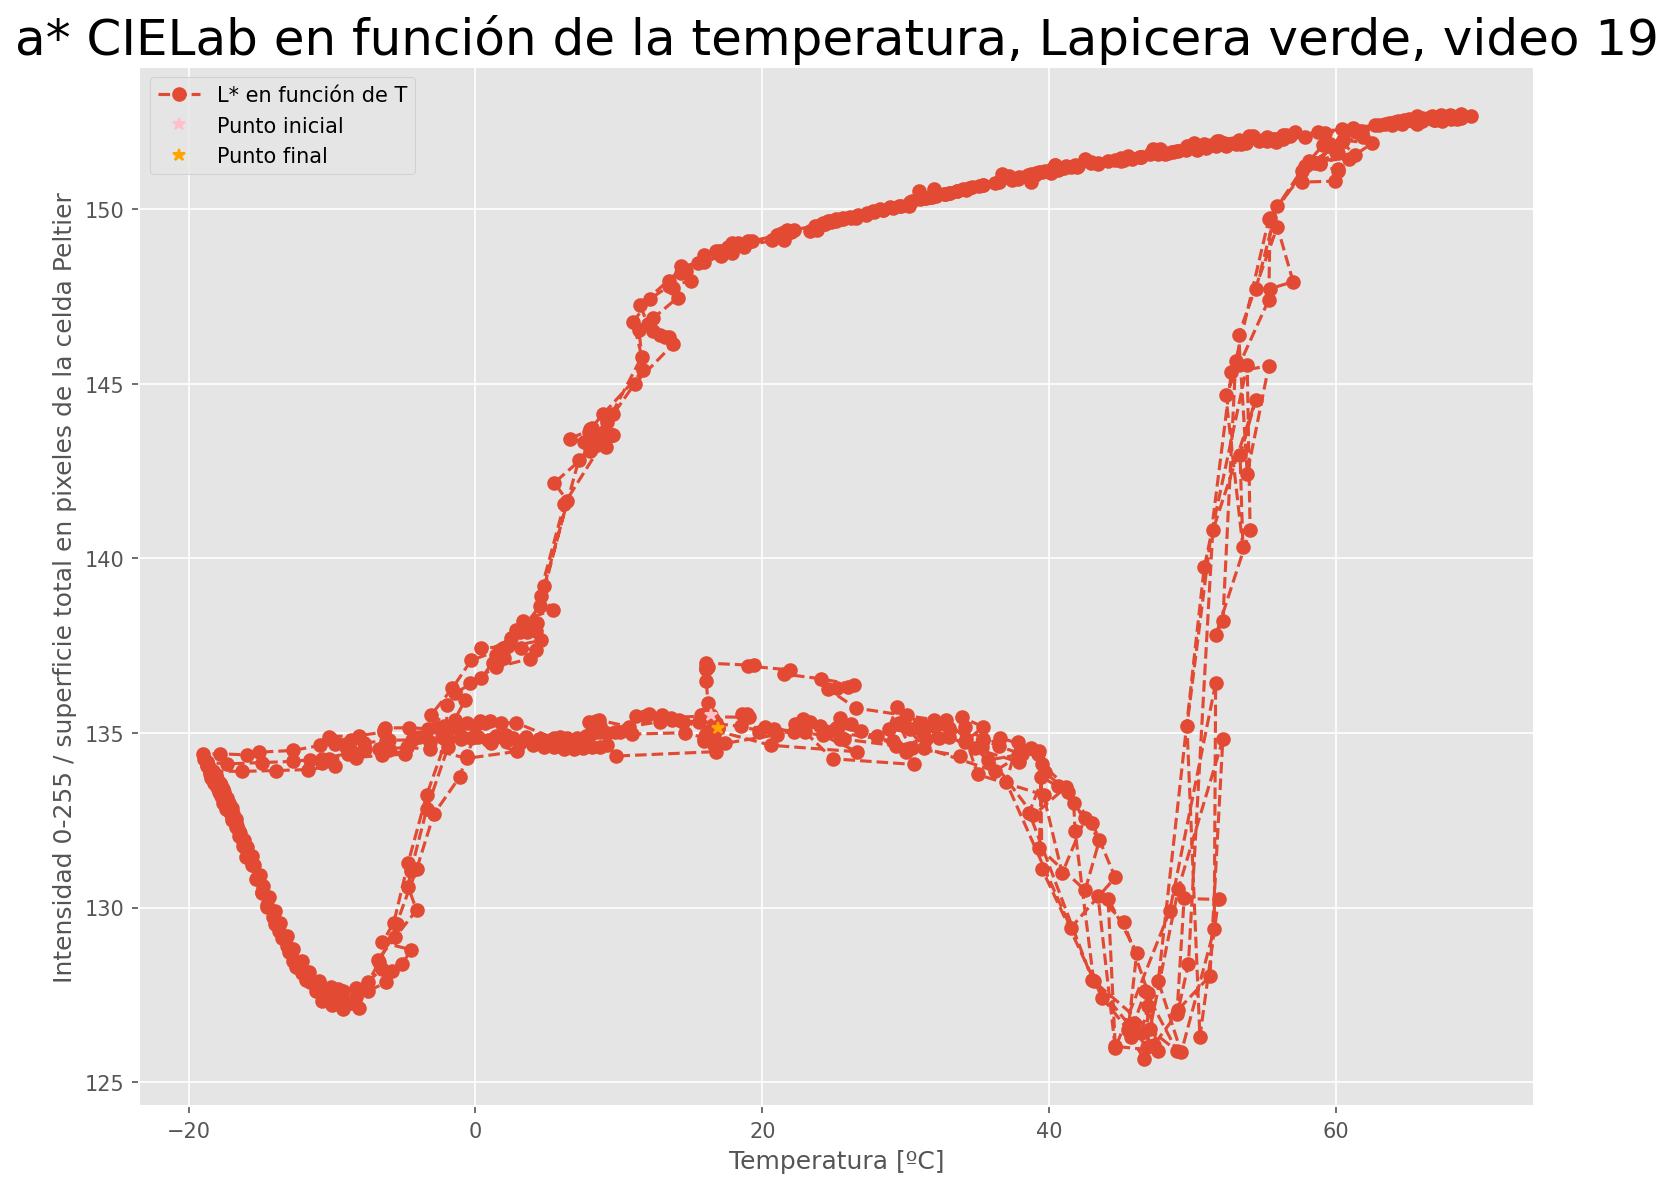 a* CIELab en función de la temperatura, Lapicera verde, video 19
L* en función de T
Punto inicial
Punto final
Intensidad 0-255 / superficie total en pixeles de la celda Peltier
150
145
140
135
130
125
−20
0
20
40
60
Temperatura [ºC]